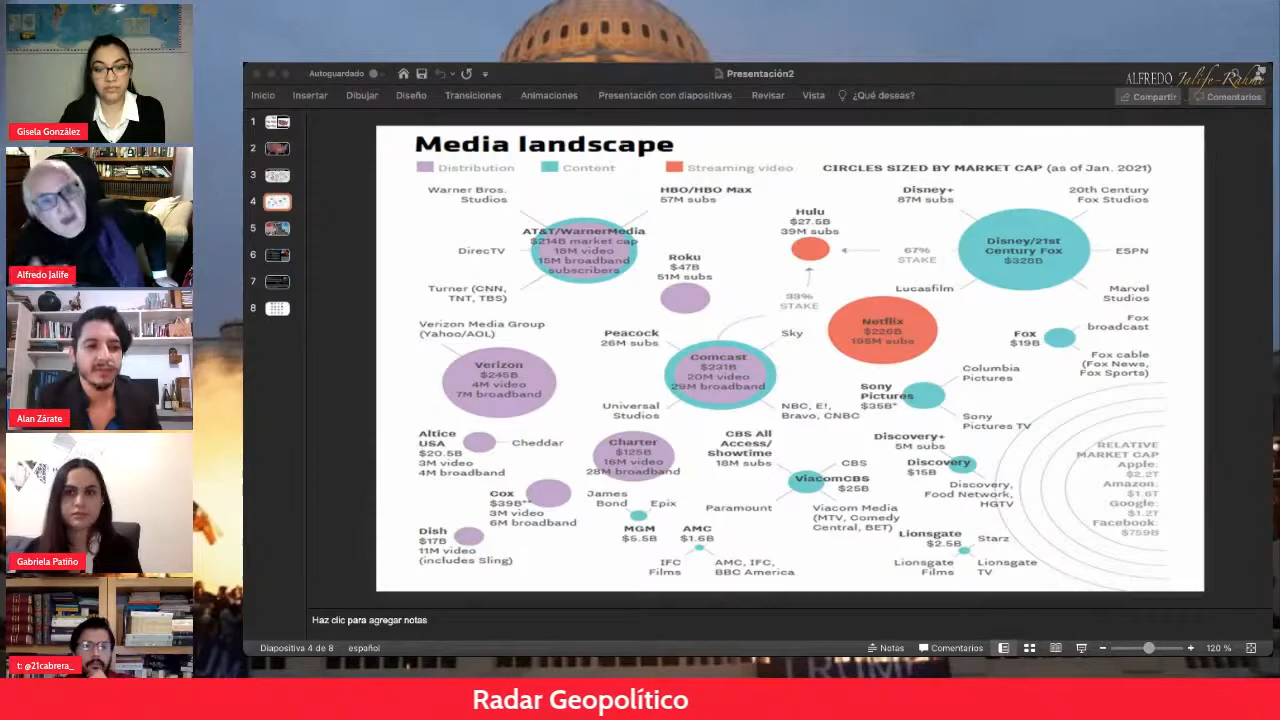 Gisela González
Alfredo Jalife
Alan Zárate
Gabriela Patiño
t: @21cabrera_
Autoguardado
Presentación2
ALFREDO Jalife-Rahme
Inicio
Insertar
Dibujar
Diseño
Transiciones
Animaciones
Presentación con diapositivas
Revisar
Vista
¿Qué deseas?
Compartir
Comentarios
1
2
3
4
5
6
7
8
Media landscape
Distribution
Content
Streaming video
CIRCLES SIZED BY MARKET CAP (as of Jan. 2021)
Warner Bros.
Studios
HBO/HBO Max
57M subs
AT&T/WarnerMedia
$214B market cap
18M video
15M broadband
subscribers
DirecTV
Turner (CNN,
TNT, TBS)
Roku
$47B
51M subs
Hulu
$27.5B
39M subs
67%
STAKE
33%
STAKE
Disney+
87M subs
20th Century
Fox Studios
Disney/21st
Century Fox
$328B
ESPN
Lucasfilm
Marvel
Studios
Verizon Media Group
(Yahoo/AOL)
Verizon
$245B
4M video
7M broadband
Peacock
26M subs
Sky
Comcast
$231B
20M video
29M broadband
Universal
Studios
NBC, E!,
Bravo, CNBC
Netflix
$226B
195M subs
Fox
$19B
Fox
broadcast
Fox cable
(Fox News,
Fox Sports)
Sony
Pictures
$35B*
Columbia
Pictures
Sony
Pictures TV
Altice
USA
$20.5B
3M video
4M broadband
Cheddar
Charter
$125B
16M video
28M broadband
CBS All
Access/
Showtime
18M subs
CBS
ViacomCBS
$25B
Paramount
Viacom Media
(MTV, Comedy
Central, BET)
Discovery+
5M subs
Discovery
$15B
Discovery,
Food Network,
HGTV
RELATIVE
MARKET CAP
Apple:
$2.2T
Amazon:
$1.6T
Google:
$1.2T
Facebook:
$759B
Cox
$39B**
3M video
6M broadband
James
Bond
Epix
MGM
$5.5B
AMC
$1.6B
IFC
Films
AMC, IFC,
BBC America
Dish
$17B
11M video
(includes Sling)
Lionsgate
$2.5B
Starz
Lionsgate
Films
Lionsgate
TV
Haz clic para agregar notas
Diapositiva 4 de 8
español
Notas
Comentarios
120 %
Radar Geopolítico